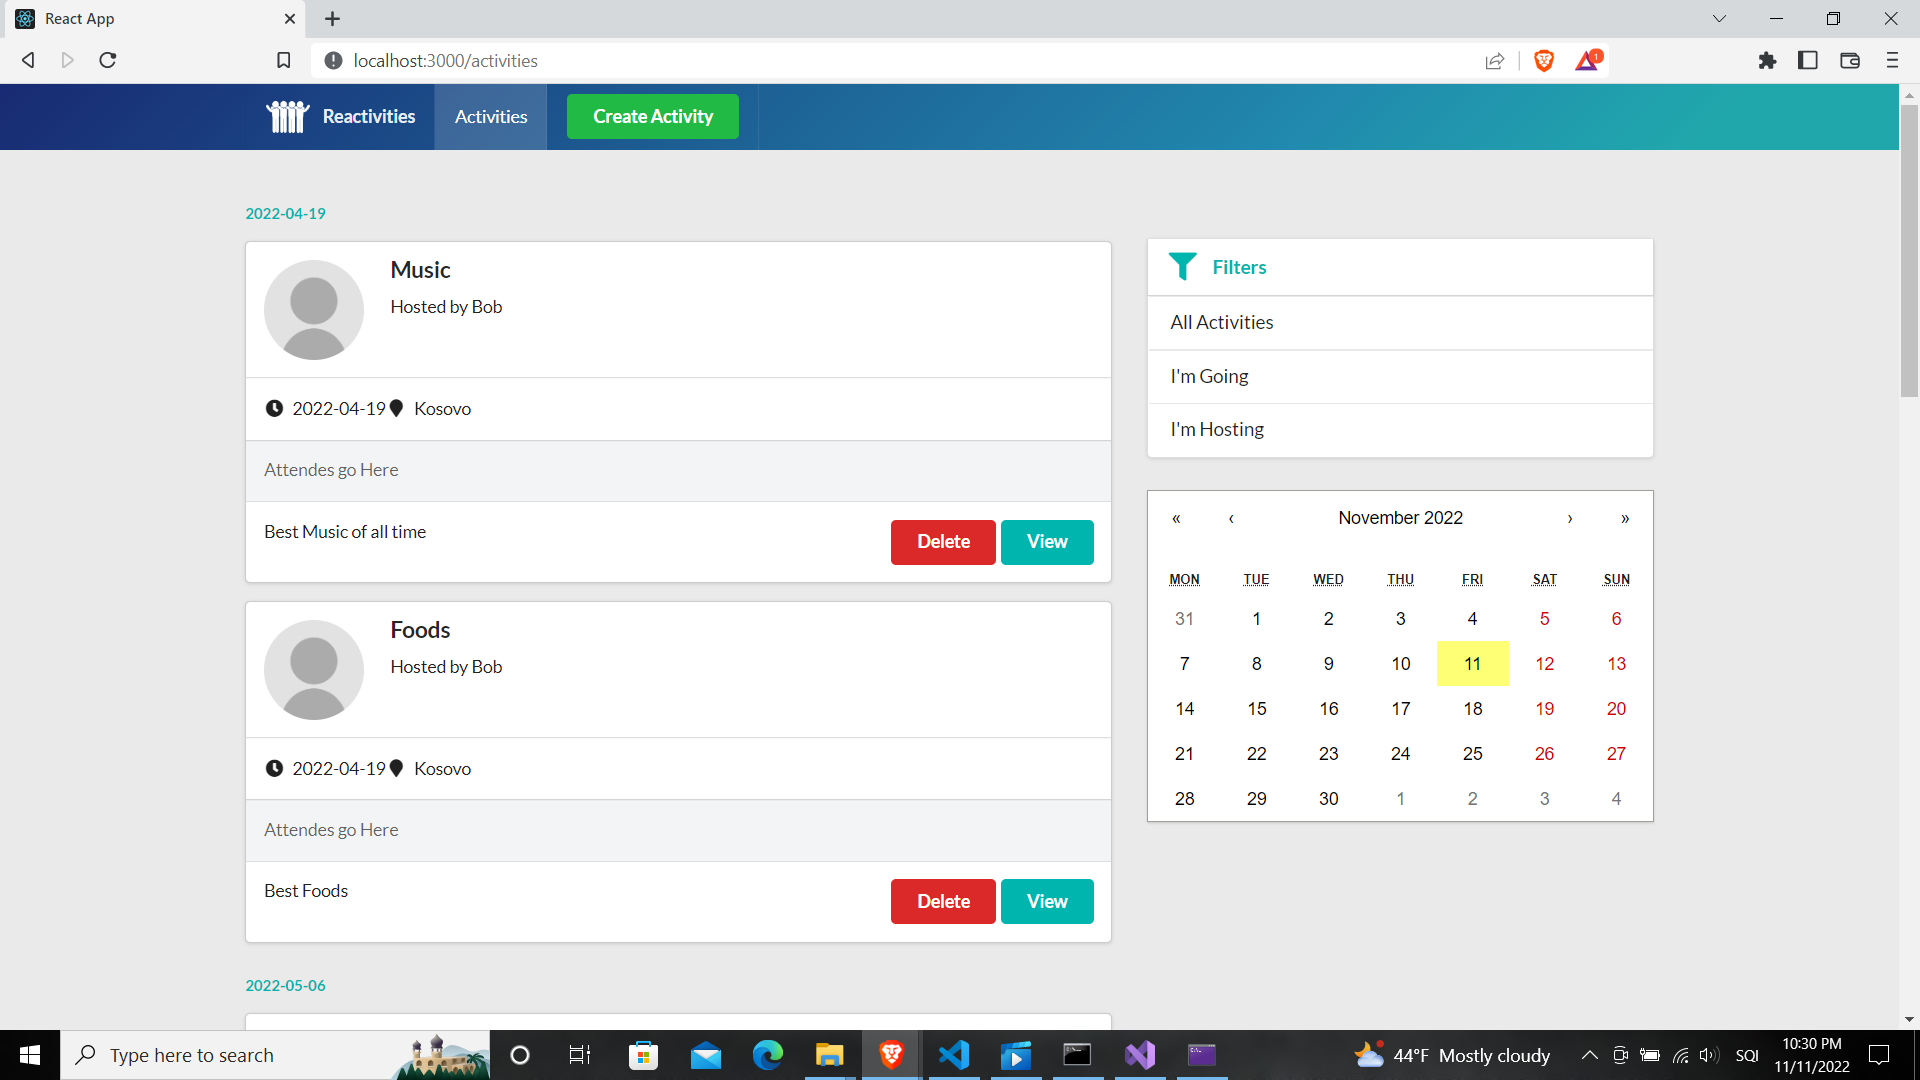 React App
localhost:3000/activities
1
Reactivities
Activities
Create Activity
2022-04-19
Music
Hosted by Bob
2022-04-19 Kosovo
Attendes go Here
Best Music of all time
Delete
View
Foods
Hosted by Bob
2022-04-19 Kosovo
Attendes go Here
Best Foods
Delete
View
2022-05-06
Filters
All Activities
I'm Going
I'm Hosting
« ‹ November 2022 › »
MON TUE WED THU FRI SAT SUN
31 1 2 3 4 5 6
7 8 9 10 11 12 13
14 15 16 17 18 19 20
21 22 23 24 25 26 27
28 29 30 1 2 3 4
Type here to search
44°F Mostly cloudy
SQI
10:30 PM
11/11/2022